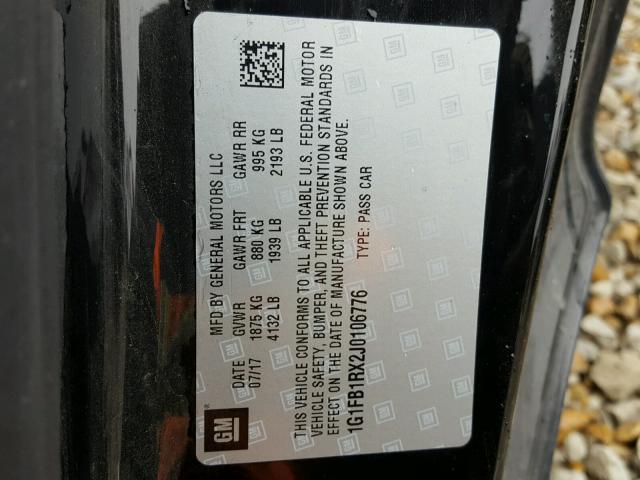 GM
MFD BY GENERAL MOTORS LLC
DATE GVWR GAWR FRT GAWR RR
07/17 1875 KG 880 KG 995 KG
4132 LB 1939 LB 2193 LB
THIS VEHICLE CONFORMS TO ALL APPLICABLE U.S. FEDERAL MOTOR
VEHICLE SAFETY, BUMPER, AND THEFT PREVENTION STANDARDS IN
EFFECT ON THE DATE OF MANUFACTURE SHOWN ABOVE.
1G1FB1RX2J0106776 TYPE: PASS CAR